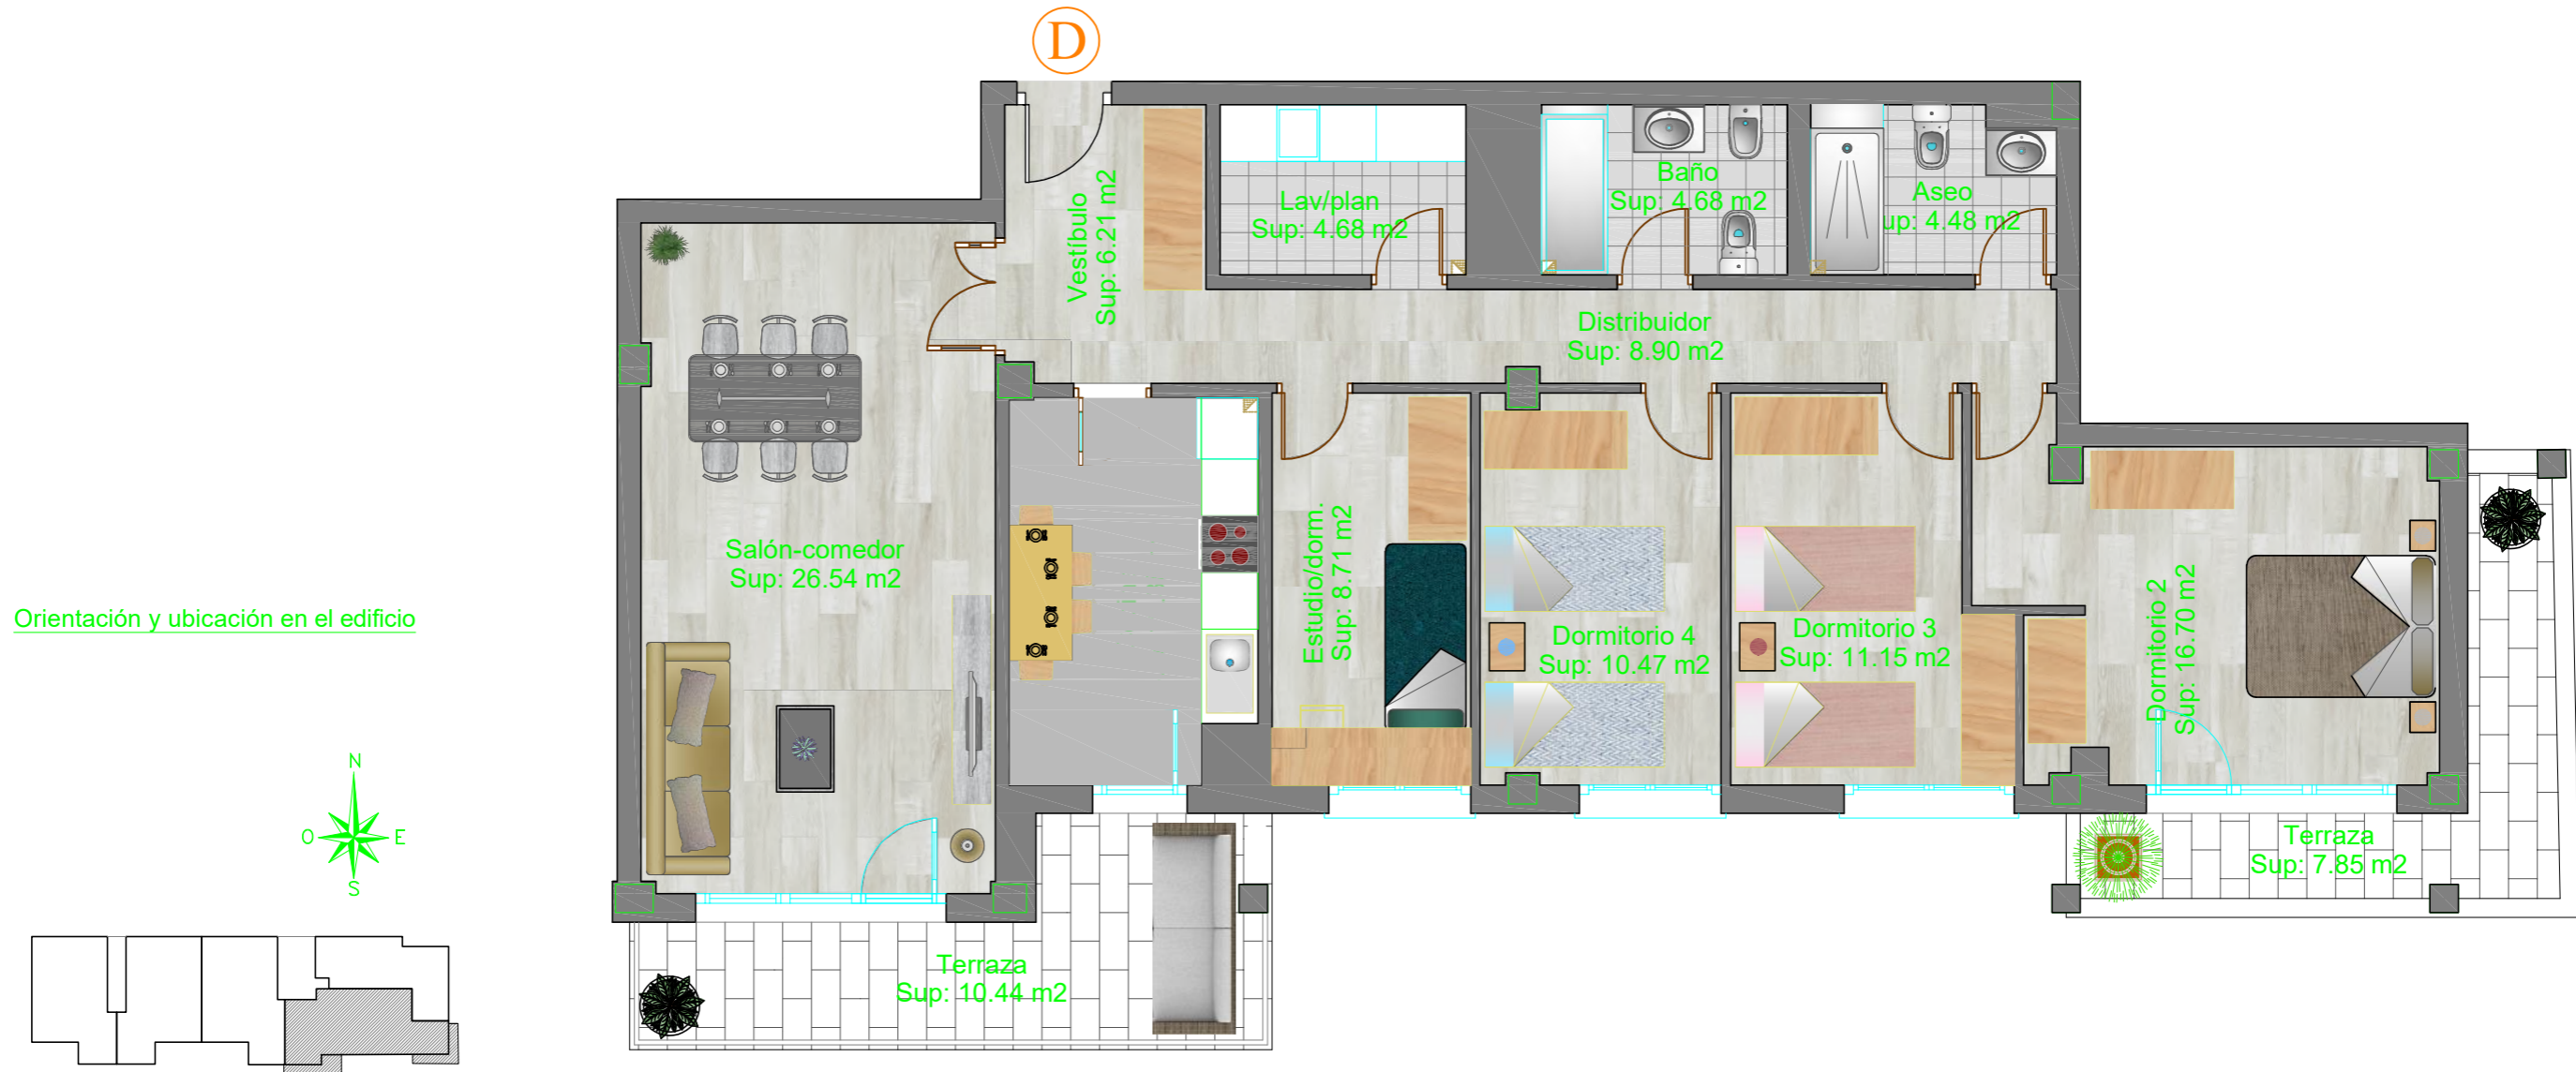 D
Vestíbulo
Sup: 6.21 m2
Lav/plan
Sup: 4.68 m2
Baño
Sup: 4.68 m2
Aseo
up: 4.48 m2
Distribuidor
Sup: 8.90 m2
Salón-comedor
Sup: 26.54 m2
Estudio/dorm.
Sup: 8.71 m2
Dormitorio 4
Sup: 10.47 m2
Dormitorio 3
Sup: 11.15 m2
Dormitorio 2
Sup: 16.70 m2
Terraza
Sup: 7.85 m2
Terraza
Sup: 10.44 m2
Orientación y ubicación en el edificio
N
O E
S